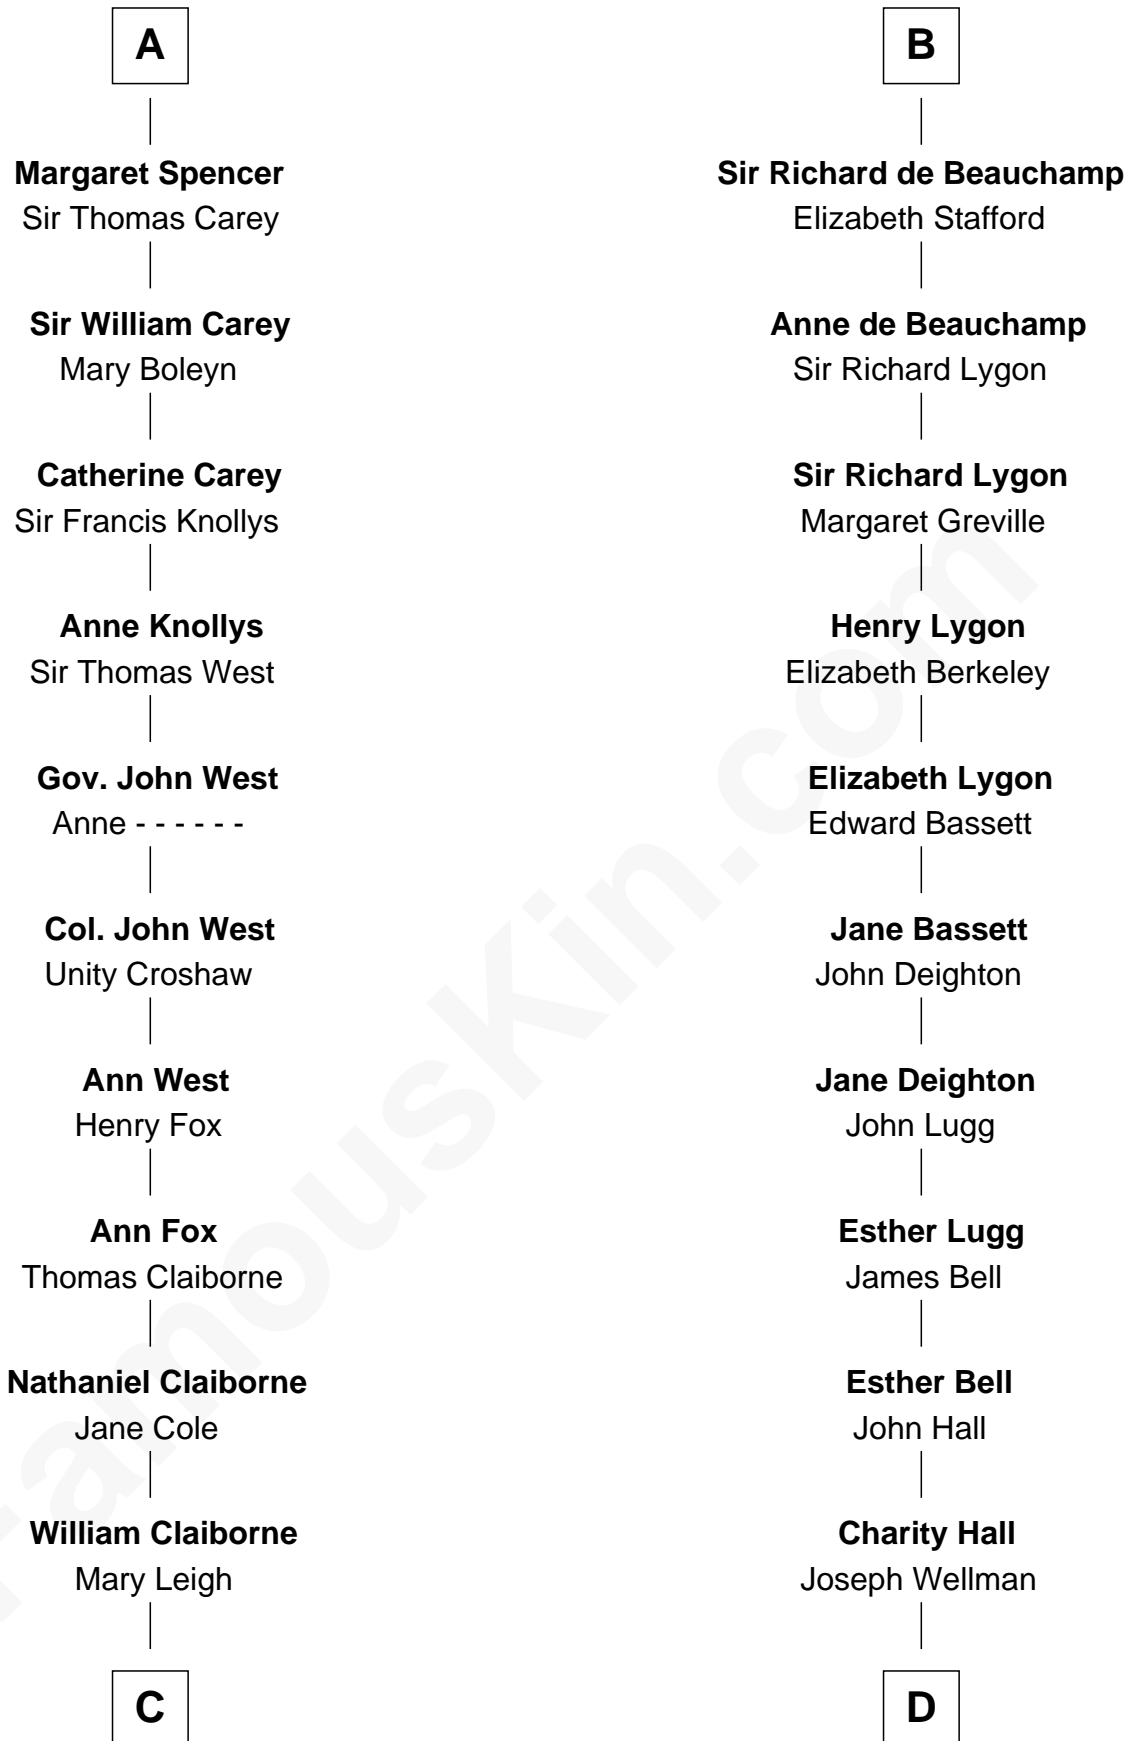 A
Margaret Spencer
Sir Thomas Carey
Sir William Carey
Mary Boleyn
Catherine Carey
Sir Francis Knollys
Anne Knollys
Sir Thomas West
Gov. John West
Anne - - - - - -
Col. John West
Unity Croshaw
Ann West
Henry Fox
Ann Fox
Thomas Claiborne
Nathaniel Claiborne
Jane Cole
William Claiborne
Mary Leigh
C
B
Sir Richard de Beauchamp
Elizabeth Stafford
Anne de Beauchamp
Sir Richard Lygon
Sir Richard Lygon
Margaret Greville
Henry Lygon
Elizabeth Berkeley
Elizabeth Lygon
Edward Bassett
Jane Bassett
John Deighton
Jane Deighton
John Lugg
Esther Lugg
James Bell
Esther Bell
John Hall
Charity Hall
Joseph Wellman
D
FamousKin.com